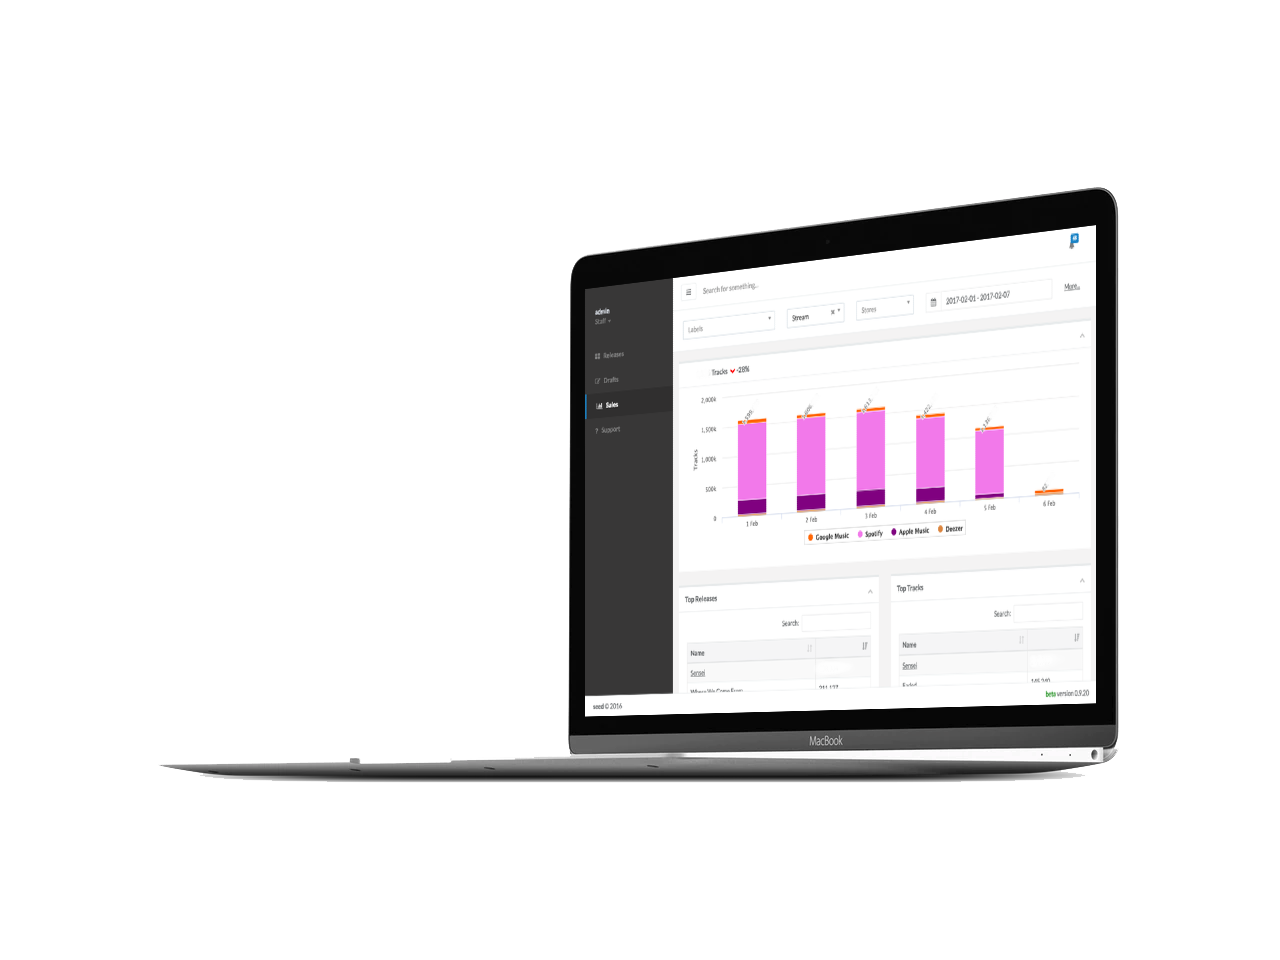 admin
Staff
Releases
Drafts
Sales
? Support
Search for something...
Labels
Stream
Stores
2017-02-01 - 2017-02-07
More..
Tracks -28%
2,000k
1,500k
1,000k
500k
0
Tracks
1 Feb
2 Feb
3 Feb
4 Feb
5 Feb
6 Feb
Google Music Spotify Apple Music Deezer
Top Releases
Search:
Name
Sensei
Top Tracks
Search:
Name
Sensei
seed © 2016
beta version 0.9.20
MacBook